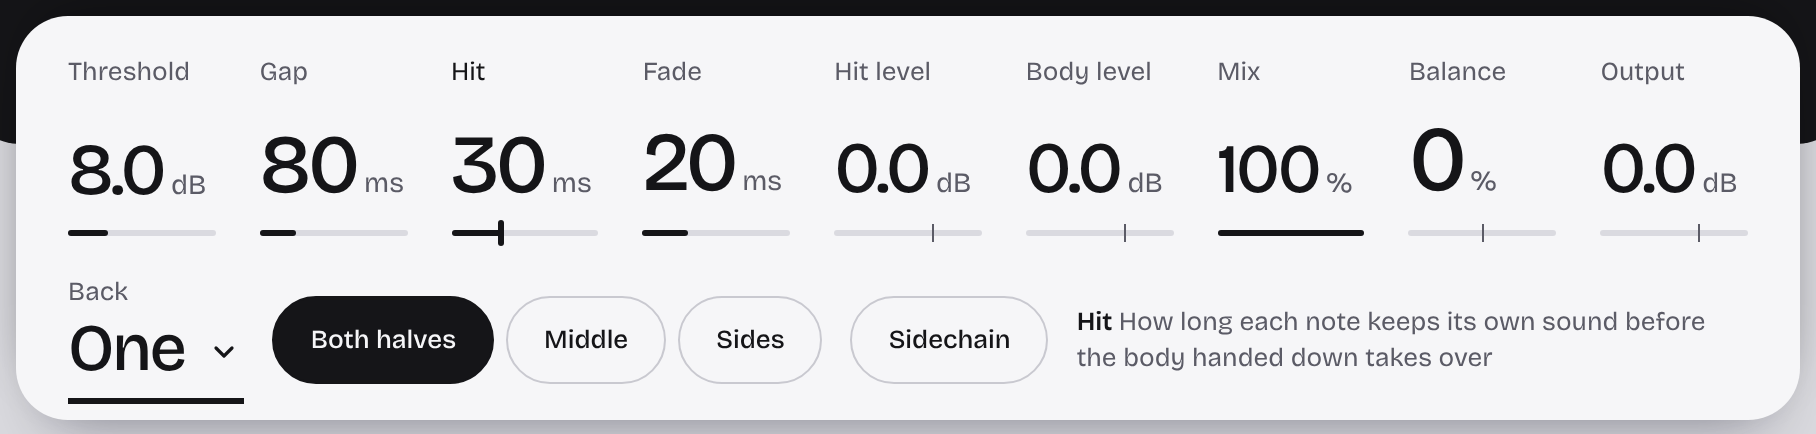 Threshold Gap Hit Fade Hit level Body level Mix Balance Output
8.0 dB 80 ms 30 ms 20 ms 0.0 dB 0.0 dB 100 % 0 % 0.0 dB
Back
One Both halves Middle Sides Sidechain
Hit How long each note keeps its own sound before
the body handed down takes over